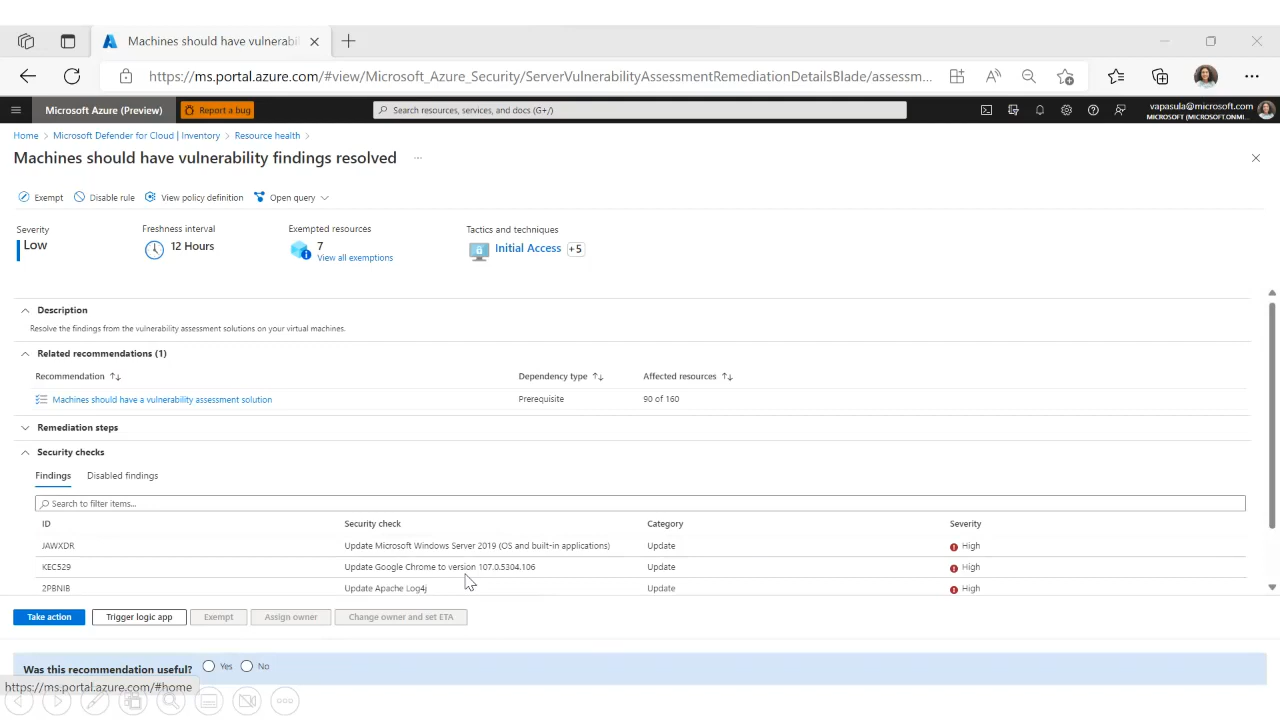 Machines should have vulnerabili
https://ms.portal.azure.com/#view/Microsoft_Azure_Security/ServerVulnerabilityAssessmentRemediationDetailsBlade/assessm...
Microsoft Azure (Preview)
Report a bug
Search resources, services, and docs (G+/)
vapasula@microsoft.com
MICROSOFT (MICROSOFT.ONMI...
Home > Microsoft Defender for Cloud | Inventory > Resource health >
Machines should have vulnerability findings resolved ...
Exempt Disable rule View policy definition Open query
Severity
Low
Freshness interval
12 Hours
Exempted resources
7
View all exemptions
Tactics and techniques
Initial Access +5
Description
Resolve the findings from the vulnerability assessment solutions on your virtual machines.
Related recommendations (1)
Recommendation Dependency type Affected resources
Machines should have a vulnerability assessment solution Prerequisite 90 of 160
Remediation steps
Security checks
Findings Disabled findings
Search to filter items...
ID Security check Category Severity
JAWXDR Update Microsoft Windows Server 2019 (OS and built-in applications) Update High
KEC529 Update Google Chrome to version 107.0.5304.106 Update High
2PBNIB Update Apache Log4j Update High
Take action Trigger logic app Exempt Assign owner Change owner and set ETA
Was this recommendation useful? Yes No
https://ms.portal.azure.com/#home